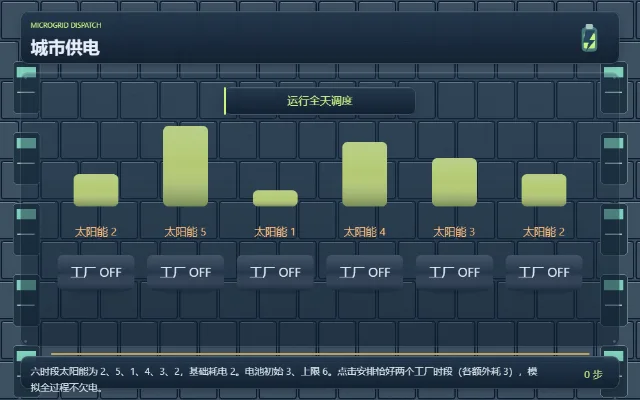 MICROGRID DISPATCH
城市供电
运行全天调度
太阳能 2
太阳能 5
太阳能 1
太阳能 4
太阳能 3
太阳能 2
工厂 OFF
工厂 OFF
工厂 OFF
工厂 OFF
工厂 OFF
工厂 OFF
六时段太阳能为 2、5、1、4、3、2，基础耗电 2。电池初始 3、上限 6。点击安排恰好两个工厂时段（各额外耗 3），模
拟全过程不欠电。
0 步